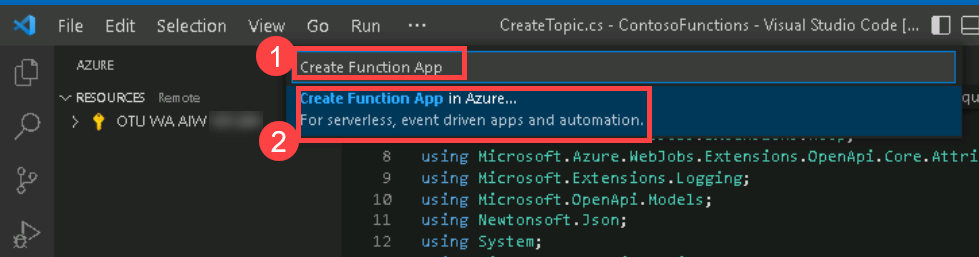 File Edit Selection View Go Run ... CreateTopic.cs - ContosoFunctions - Visual Studio Code [...
AZURE
1
Create Function App
RESOURCES Remote
Create Function App in Azure...
OTU WA AIW
For serverless, event driven apps and automation.
2
8 using Microsoft.Azure.WebJobs.Extensions.OpenApi.Core.Attri
9 using Microsoft.Extensions.Logging;
10 using Microsoft.OpenApi.Models;
11 using Newtonsoft.Json;
12 using System;